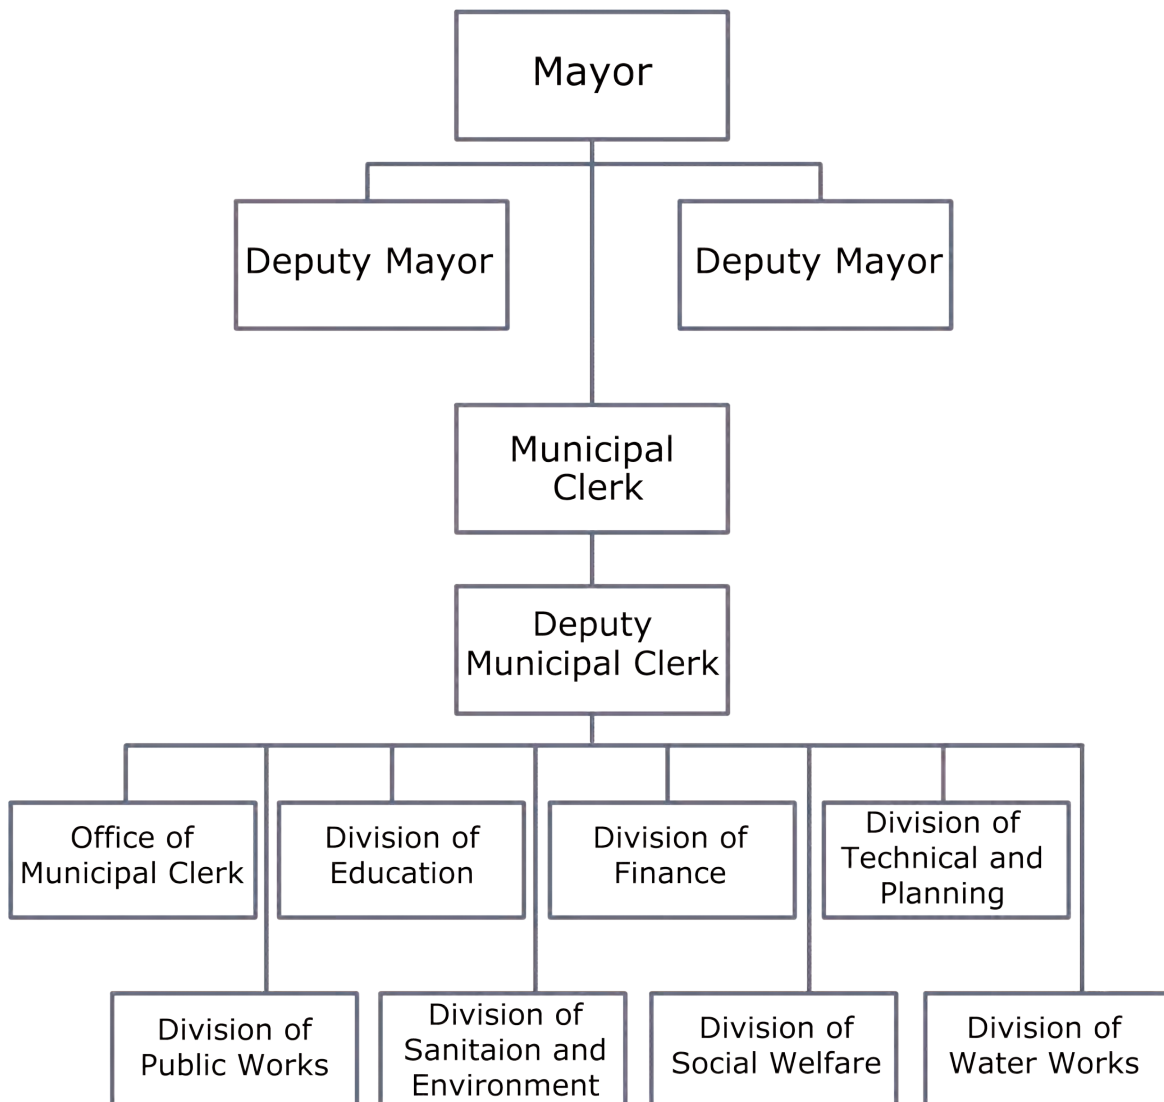 Mayor
Deputy Mayor
Deputy Mayor
Municipal
Clerk
Deputy
Municipal Clerk
Office of
Municipal Clerk
Division of
Education
Division of
Finance
Division of
Technical and
Planning
Division of
Public Works
Division of
Sanitaion and
Environment
Division of
Social Welfare
Division of
Water Works